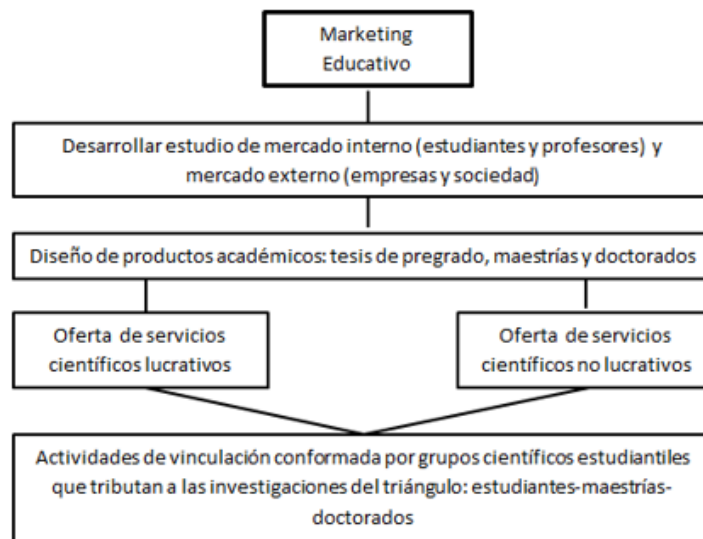 Marketing
Educativo
Desarrollar estudio de mercado interno (estudiantes y profesores) y
mercado externo (empresas y sociedad)
Diseño de productos académicos: tesis de pregrado, maestrías y doctorados
Oferta de servicios
científicos lucrativos
Oferta de servicios
científicos no lucrativos
Actividades de vinculación conformada por grupos científicos estudiantiles
que tributan a las investigaciones del triángulo: estudiantes-maestrías-
doctorados